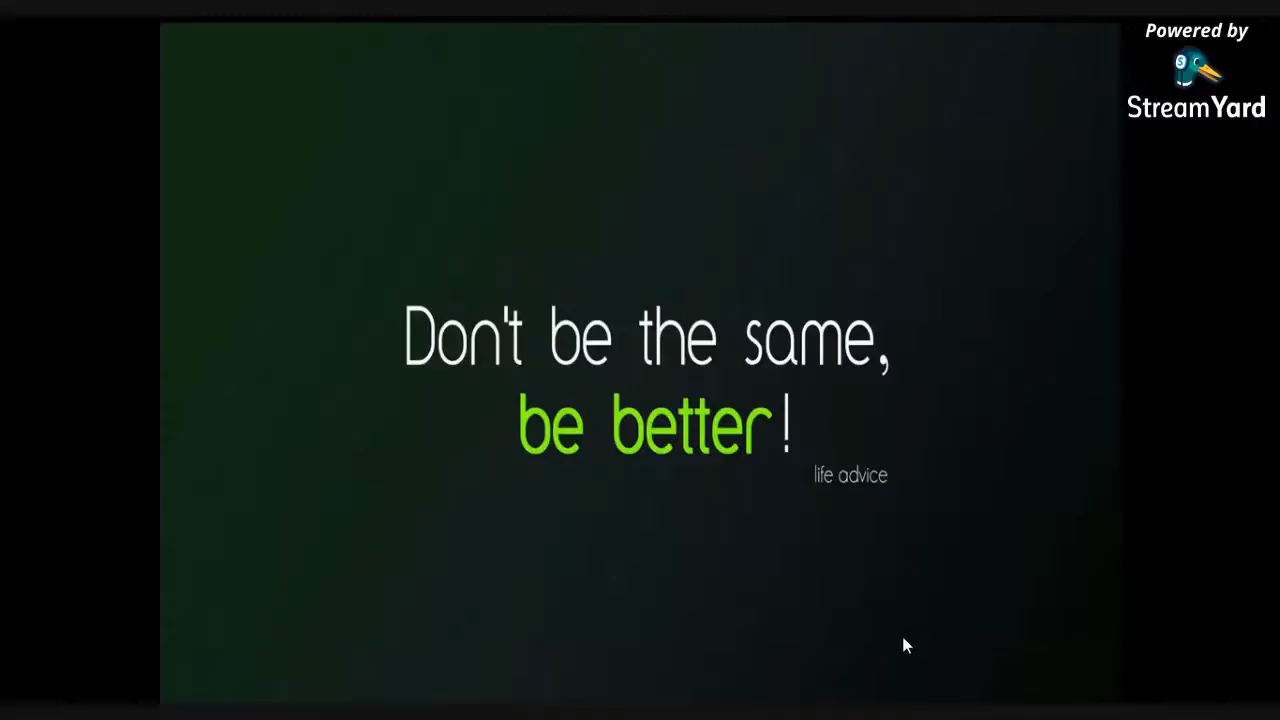 Powered by
StreamYard
Don't be the same,
be better!
life advice